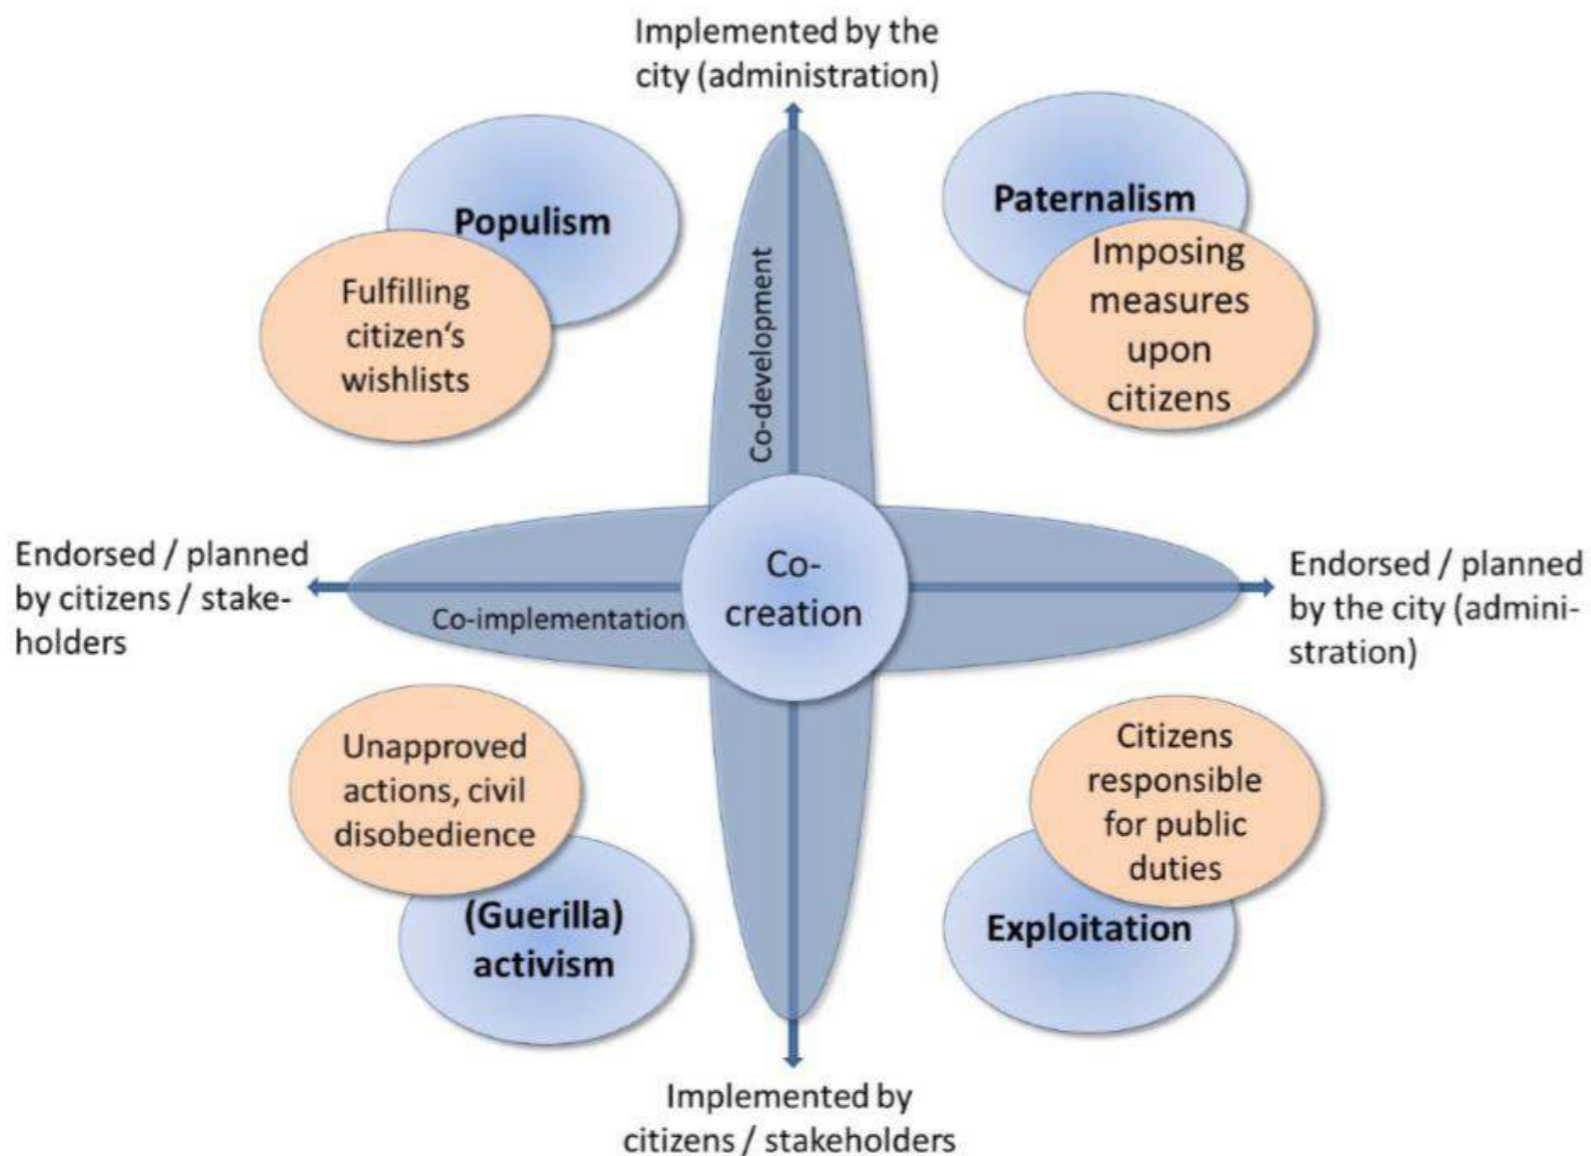 Implemented by the
city (administration)
Populism
Fulfilling
citizen‘s
wishlists
Paternalism
Imposing
measures
upon
citizens
Co-development
Endorsed / planned
by citizens / stake-
holders
Co-implementation
Co-
creation
Endorsed / planned
by the city (admini-
stration)
Unapproved
actions, civil
disobedience
(Guerilla)
activism
Citizens
responsible
for public
duties
Exploitation
Implemented by
citizens / stakeholders